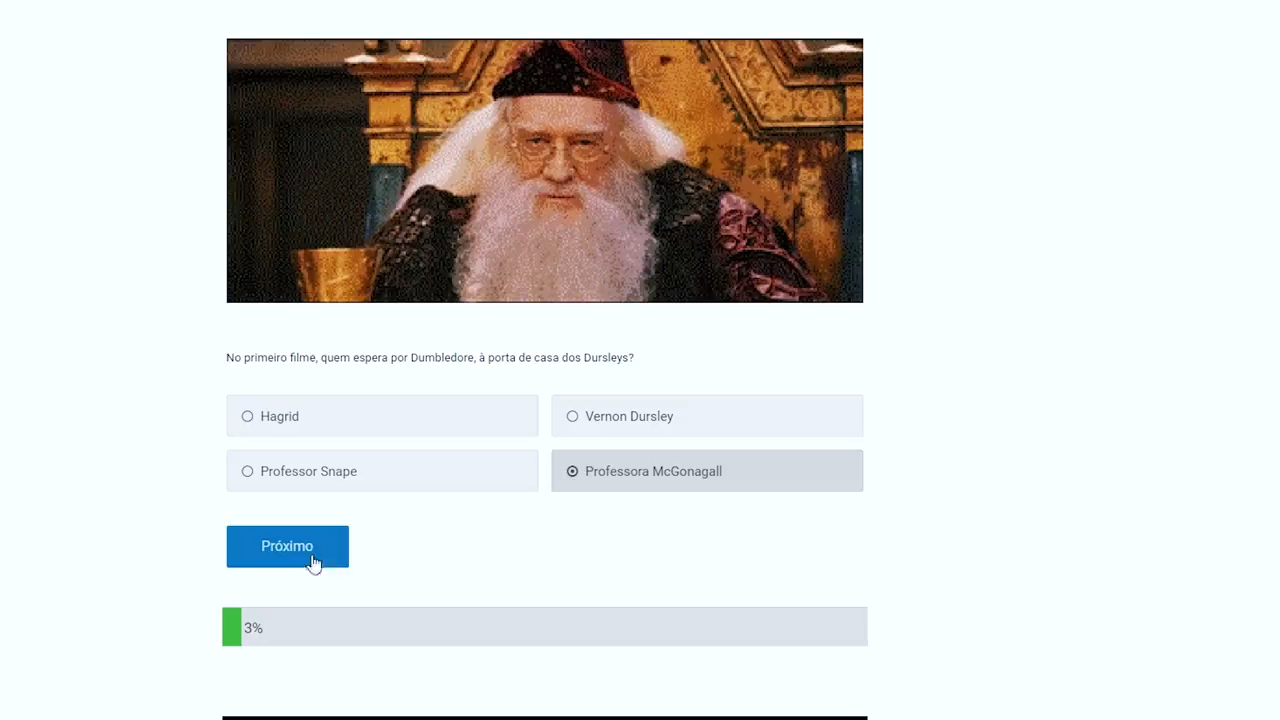 No primeiro filme, quem espera por Dumbledore, à porta de casa dos Dursleys?
Hagrid
Vernon Dursley
Professor Snape
Professora McGonagall
Próximo
3%